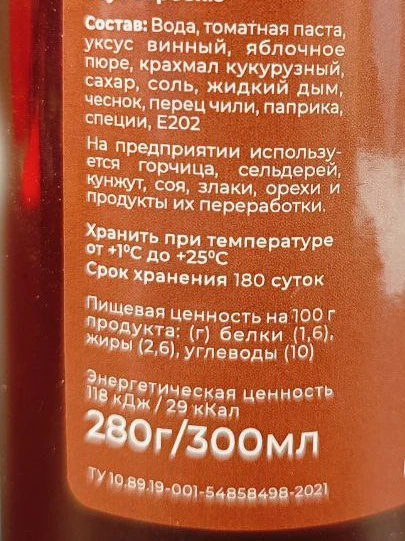 Состав: Вода, томатная паста,
уксус винный, яблочное
пюре, крахмал кукурузный,
сахар, соль, жидкий дым,
чеснок, перец чили, паприка,
специи, Е202
На предприятии использу-
ется горчица, сельдерей,
кунжут, соя, злаки, орехи и
продукты их переработки.
Хранить при температуре
от +1°С до +25°С
Срок хранения 180 суток
Пищевая ценность на 100 г
продукта: (г) белки (1,6),
жиры (2,6), углеводы (10)
Энергетическая ценность
118 кДж / 29 кКал
280г/300мл
ТУ 10.89.19-001-54858498-2021